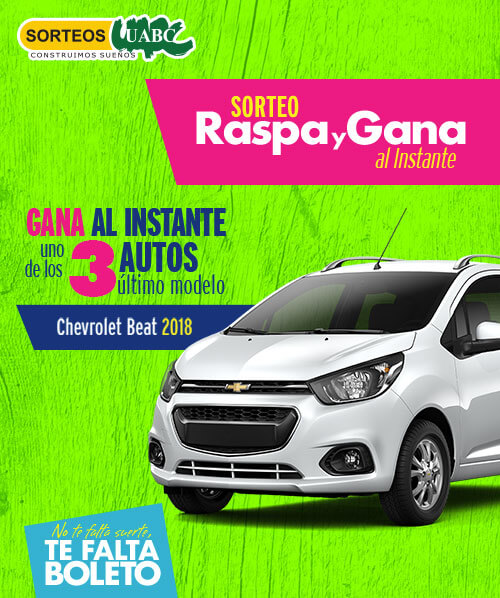 SORTEOS UABC
CONSTRUIMOS SUEÑOS
SORTEO
Raspa y Gana
al Instante
GANA AL INSTANTE
uno de los 3 AUTOS
último modelo
Chevrolet Beat 2018
No te falta suerte,
TE FALTA
BOLETO